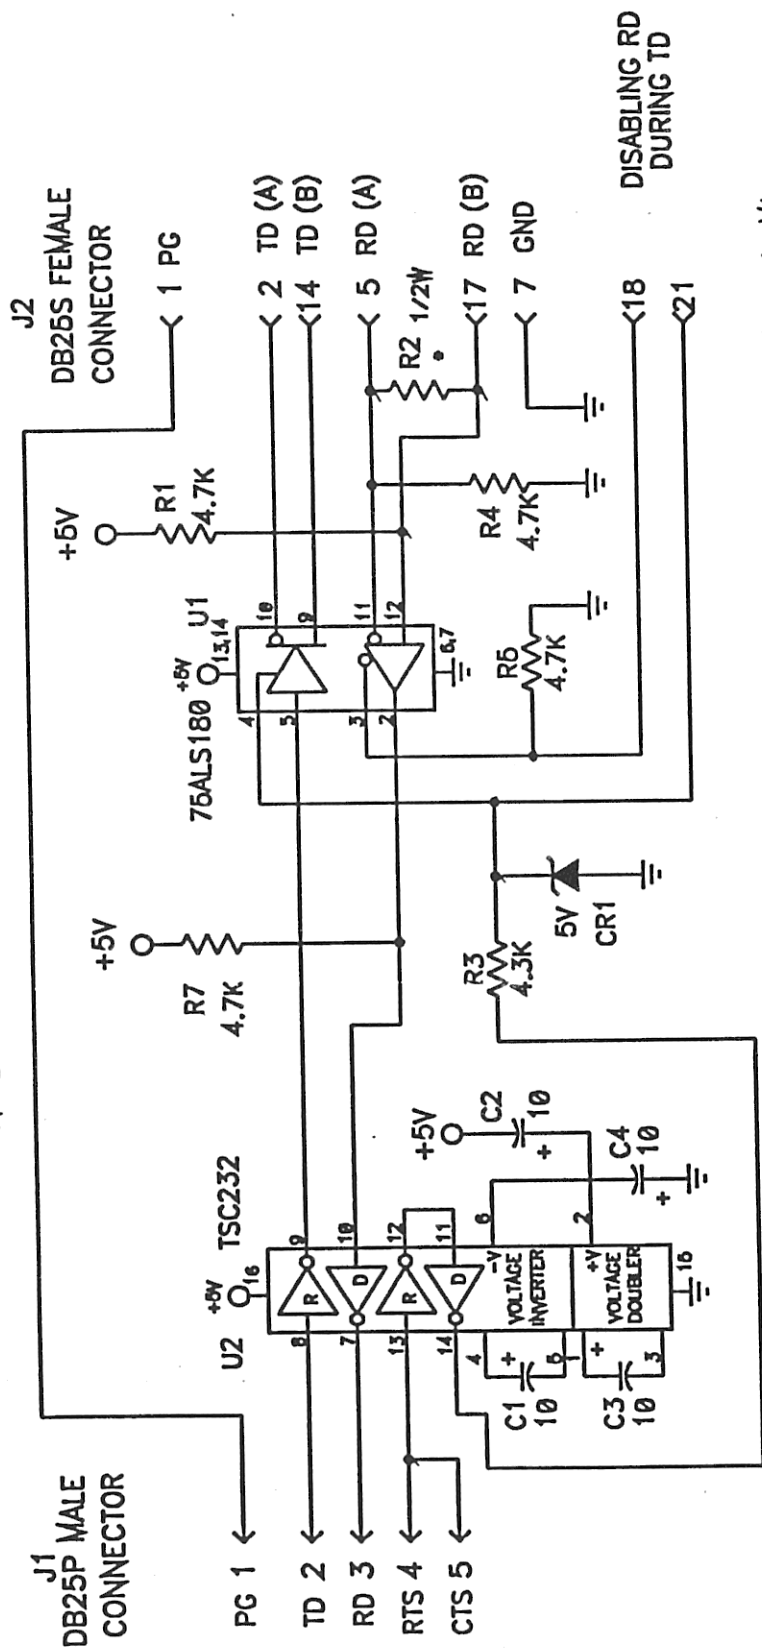 J1
DB25P MALE
CONNECTOR
PG 1
TD 2
RD 3
RTS 4
CTS 5
U2
TSC232
+5V
16
8
R
9
7
D
10
13
R
12
14
D
11
4
-V
6
VOLTAGE
INVERTER
+
C1
10
1
+V
2
VOLTAGE
DOUBLER
+
C3
10
3
15
+5V
C2
10
+
C4
10
+
+5V
R7
4.7K
R3
4.3K
5V
CR1
75ALS180
+5V
13,14
U1
4
10
5
9
3
11
2
12
6,7
+5V
R1
4.7K
R5
4.7K
R4
4.7K
R2
*
1/2W
J2
DB25S FEMALE
CONNECTOR
1 PG
2 TD (A)
14 TD (B)
5 RD (A)
17 RD (B)
7 GND
18
21
DISABLING RD
DURING TD